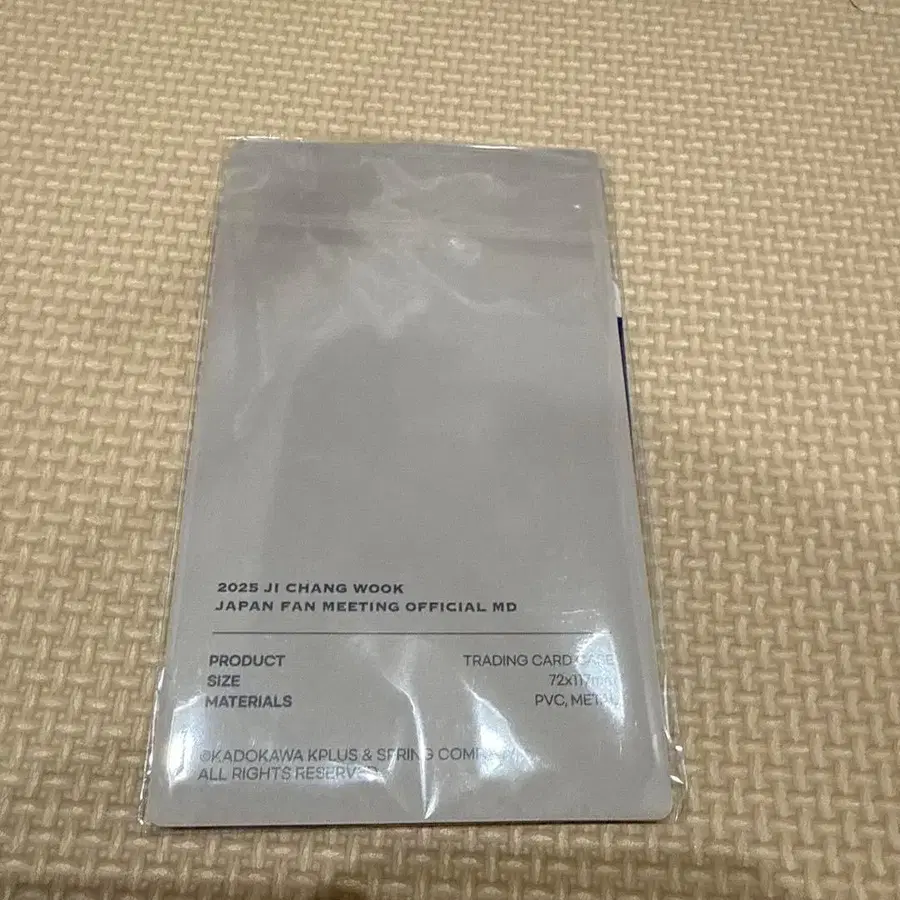 2025 JI CHANG WOOK
JAPAN FAN MEETING OFFICIAL MD
PRODUCT TRADING CARD CASE
SIZE 72x117mm
MATERIALS PVC, METAL
©KADOKAWA KPLUS & SPRING COMPANY
ALL RIGHTS RESERVED